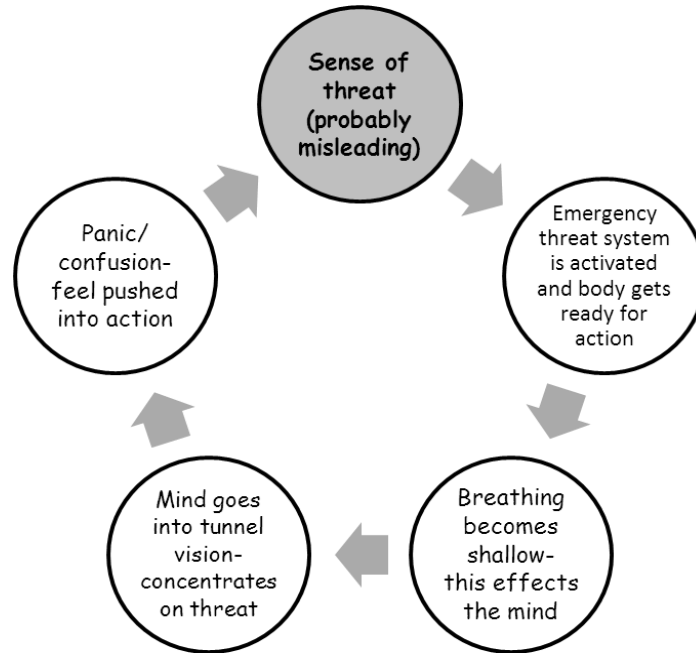 Sense of
threat
(probably
misleading)
Emergency
threat system
is activated
and body gets
ready for
action
Breathing
becomes
shallow-
this effects
the mind
Mind goes
into tunnel
vision-
concentrates
on threat
Panic/
confusion-
feel pushed
into action